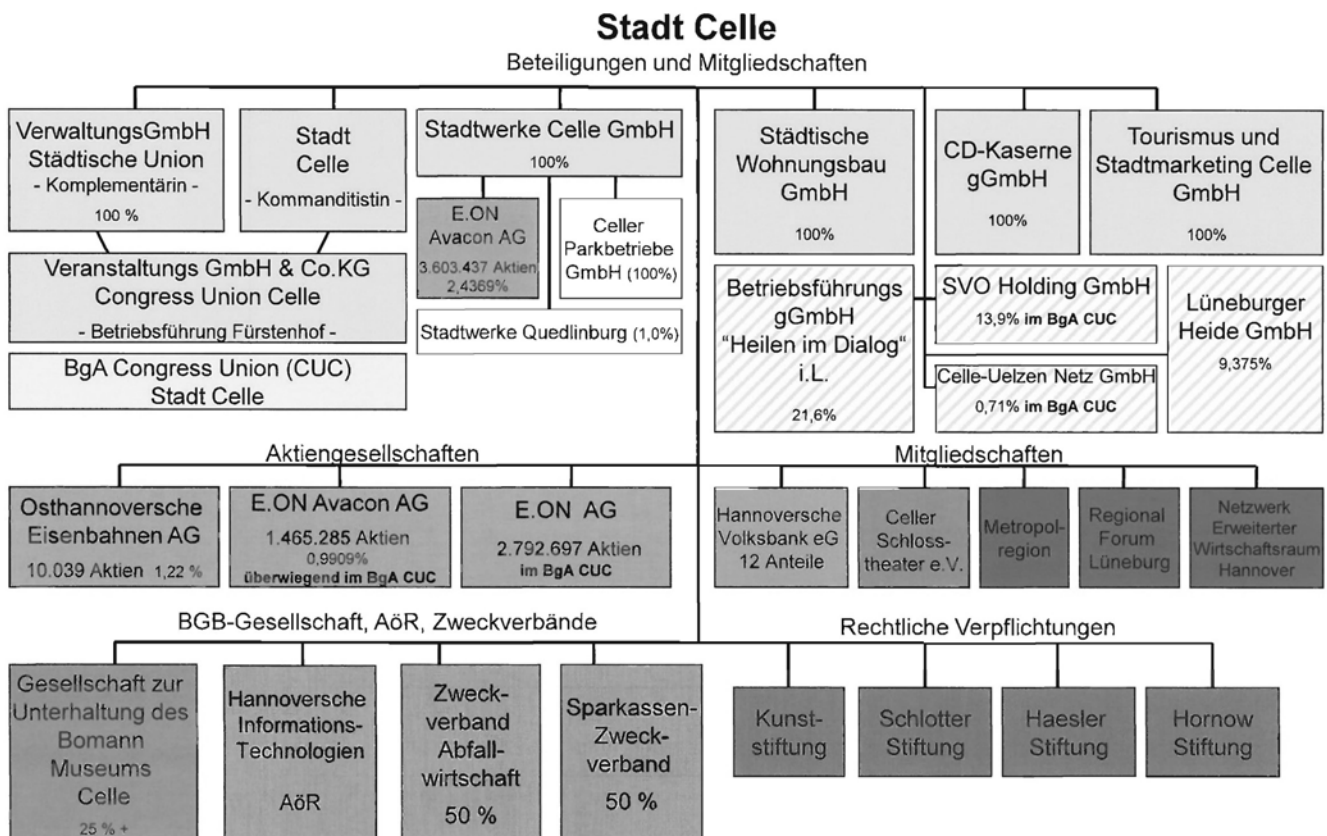 Stadt Celle
Beteiligungen und Mitgliedschaften
VerwaltungsGmbH
Städtische Union
- Komplementärin -
100 %
Stadt
Celle
- Kommanditistin -
Stadtwerke Celle GmbH
100%
Städtische
Wohnungsbau
GmbH
100%
CD-Kaserne
gGmbH
100%
Tourismus und
Stadtmarketing Celle
GmbH
100%
E.ON
Avacon AG
3.603.437 Aktien
2,4369%
Celler
Parkbetriebe
GmbH (100%)
Stadtwerke Quedlinburg (1,0%)
Veranstaltungs GmbH & Co.KG
Congress Union Celle
- Betriebsführung Fürstenhof -
BgA Congress Union (CUC)
Stadt Celle
Betriebsführungs
gGmbH
"Heilen im Dialog"
i.L.
21,6%
SVO Holding GmbH
13,9% im BgA CUC
Celle-Uelzen Netz GmbH
0,71% im BgA CUC
Lüneburger
Heide GmbH
9,375%
Aktiengesellschaften
Osthannoversche
Eisenbahnen AG
10.039 Aktien 1,22 %
E.ON Avacon AG
1.465.285 Aktien
0,9909%
überwiegend im BgA CUC
E.ON AG
2.792.697 Aktien
im BgA CUC
Mitgliedschaften
Hannoversche
Volksbank eG
12 Anteile
Celler
Schloss-
theater e.V.
Metropol-
region
Regional
Forum
Lüneburg
Netzwerk
Erweiterter
Wirtschaftsraum
Hannover
BGB-Gesellschaft, AöR, Zweckverbände
Gesellschaft zur
Unterhaltung des
Bomann
Museums
Celle
25 % +
Hannoversche
Informations-
Technologien
AöR
Zweck-
verband
Abfall-
wirtschaft
50 %
Sparkassen-
Zweck-
verband
50 %
Rechtliche Verpflichtungen
Kunst-
stiftung
Schlotter
Stiftung
Haesler
Stiftung
Hornow
Stiftung